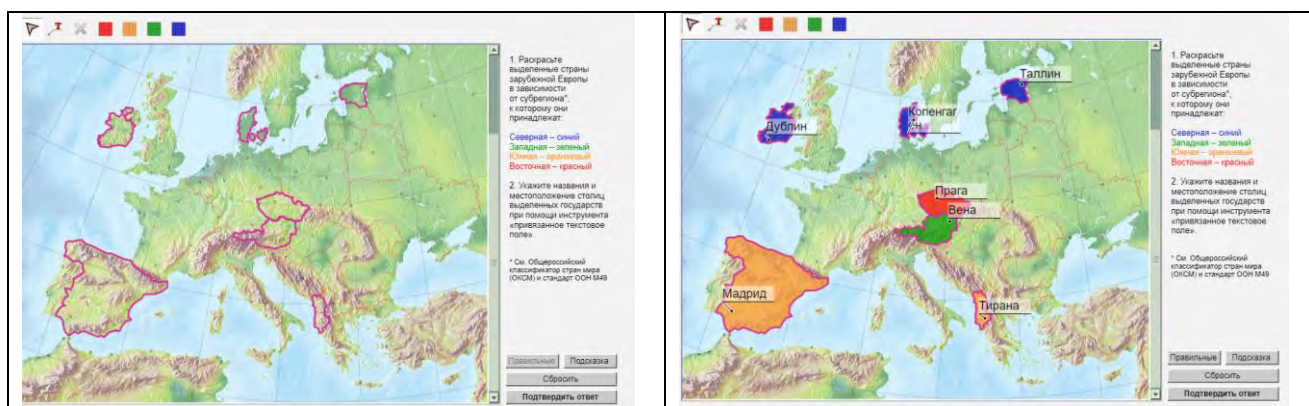 1. Раскрасьте
выделенные страны
зарубежной Европы
в зависимости
от субрегиона*,
к которому они
принадлежат:
Северная – синий
Западная – зеленый
Южная – оранжевый
Восточная – красный
2. Укажите названия и
местоположение столиц
выделенных государств
при помощи инструмента
«привязанное текстовое
поле».
* См. Общероссийский
классификатор стран мира
(ОКСМ) и стандарт ООН М49
Правильные Подсказка
Сбросить
Подтвердить ответ
Таллин
Копенгаг
ен
Дублин
Прага
Вена
Мадрид
Тирана
1. Раскрасьте
выделенные страны
зарубежной Европы
в зависимости
от субрегиона*,
к которому они
принадлежат:
Северная – синий
Западная – зеленый
Южная – оранжевый
Восточная – красный
2. Укажите названия и
местоположение столиц
выделенных государств
при помощи инструмента
«привязанное текстовое
поле».
* См. Общероссийский
классификатор стран мира
(ОКСМ) и стандарт ООН М49
Правильные Подсказка
Сбросить
Подтвердить ответ